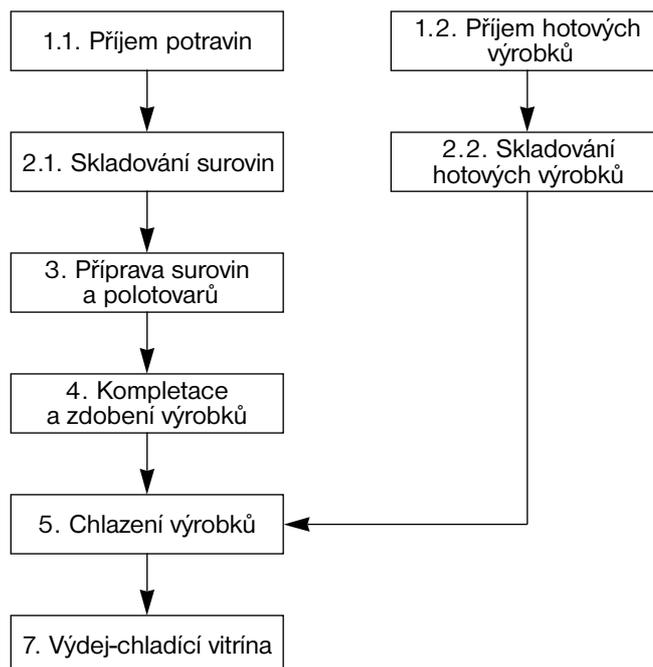 1.1. Příjem potravin
1.2. Příjem hotových
výrobků
2.1. Skladování surovin
2.2. Skladování
hotových výrobků
3. Příprava surovin
a polotovarů
4. Kompletace
a zdobení výrobků
5. Chlazení výrobků
7. Výdej-chladící vitrína